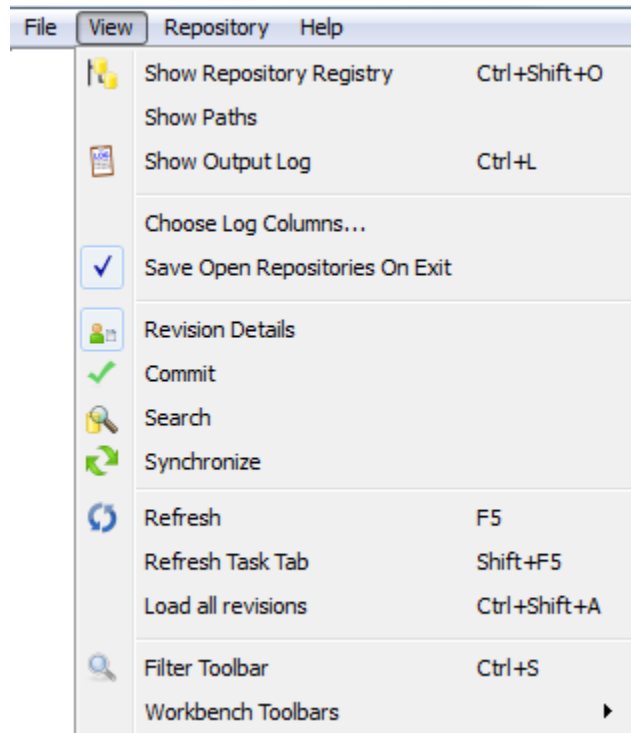 File View Repository Help
Show Repository Registry Ctrl+Shift+O
Show Paths
Show Output Log Ctrl+L
Choose Log Columns...
Save Open Repositories On Exit
Revision Details
Commit
Search
Synchronize
Refresh F5
Refresh Task Tab Shift+F5
Load all revisions Ctrl+Shift+A
Filter Toolbar Ctrl+S
Workbench Toolbars